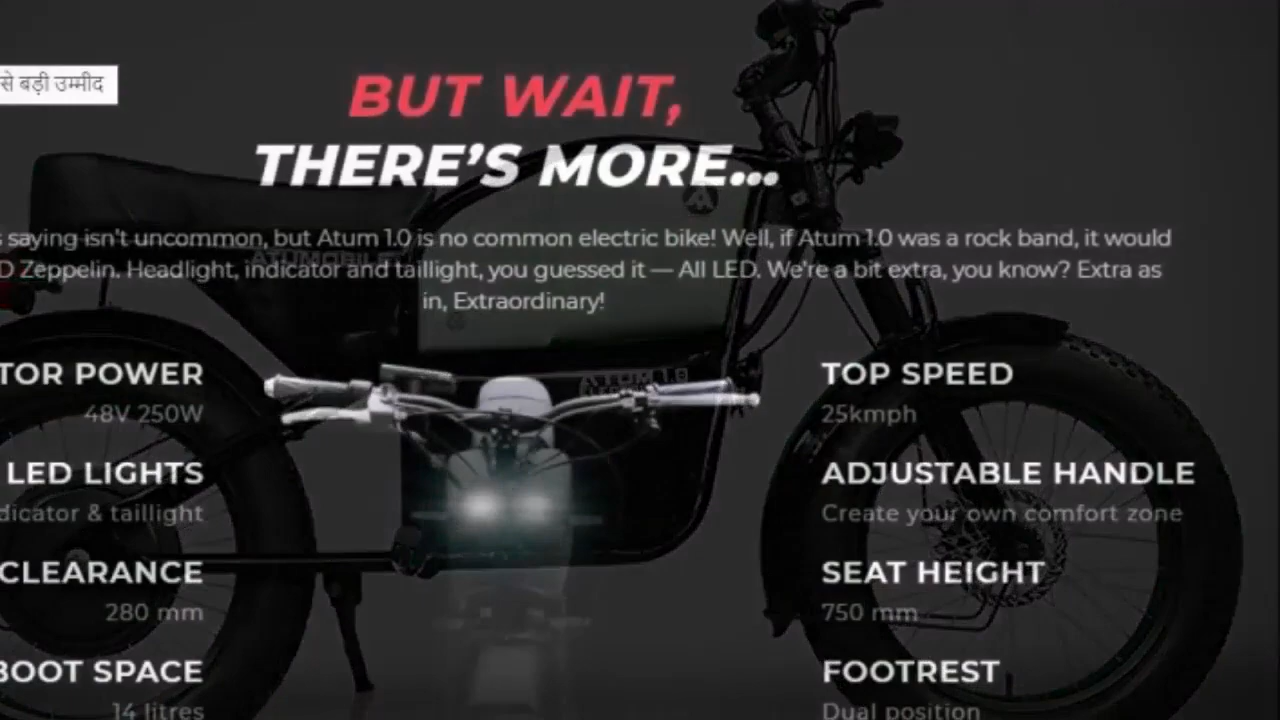 से बड़ी उम्मीद
BUT WAIT,
THERE'S MORE...
saying isn't uncommon, but Atum 1.0 is no common electric bike! Well, if Atum 1.0 was a rock band, it would
D Zeppelin. Headlight, indicator and taillight, you guessed it — All LED. We're a bit extra, you know? Extra as
in, Extraordinary!
TOR POWER
48V 250W
LED LIGHTS
dicator & taillight
CLEARANCE
280 mm
BOOT SPACE
14 litres
TOP SPEED
25kmph
ADJUSTABLE HANDLE
Create your own comfort zone
SEAT HEIGHT
750 mm
FOOTREST
Dual position
ATUMOBILE
ATUM 1.0